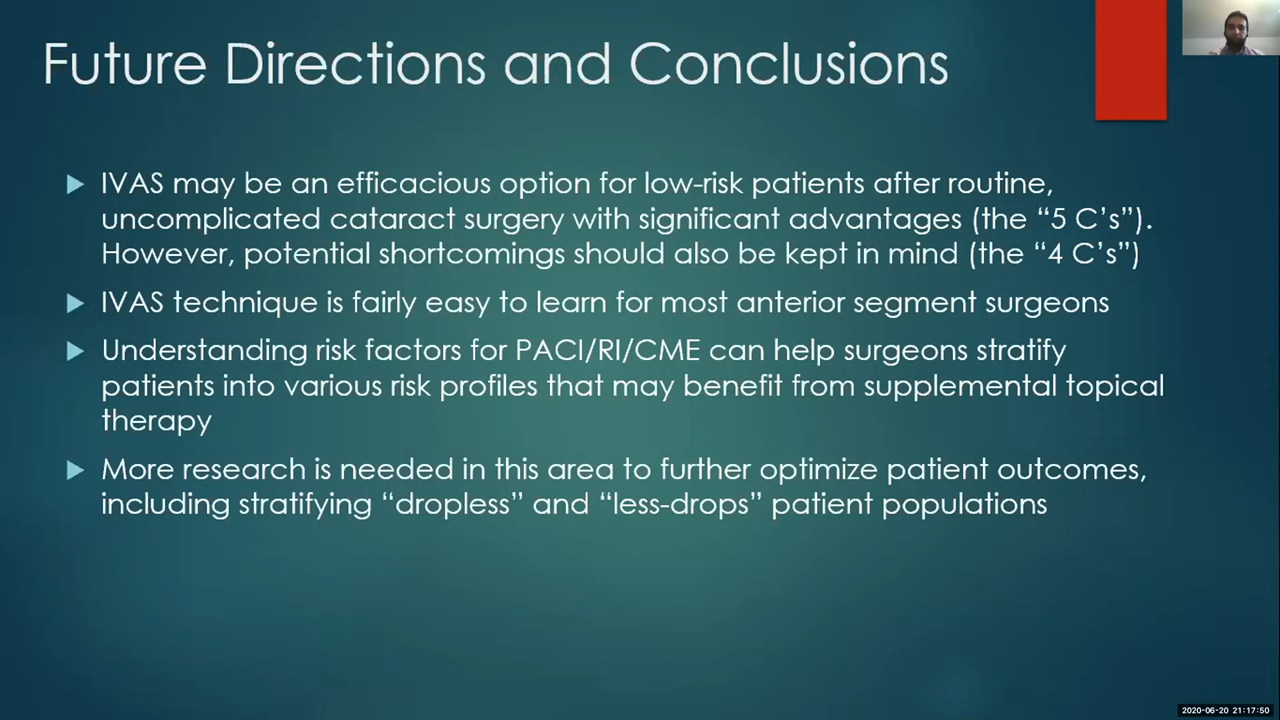 Future Directions and Conclusions
IVAS may be an efficacious option for low-risk patients after routine,
uncomplicated cataract surgery with significant advantages (the “5 C’s”).
However, potential shortcomings should also be kept in mind (the “4 C’s”)
IVAS technique is fairly easy to learn for most anterior segment surgeons
Understanding risk factors for PACI/RI/CME can help surgeons stratify
patients into various risk profiles that may benefit from supplemental topical
therapy
More research is needed in this area to further optimize patient outcomes,
including stratifying “dropless” and “less-drops” patient populations
2020-06-20 21:17:50